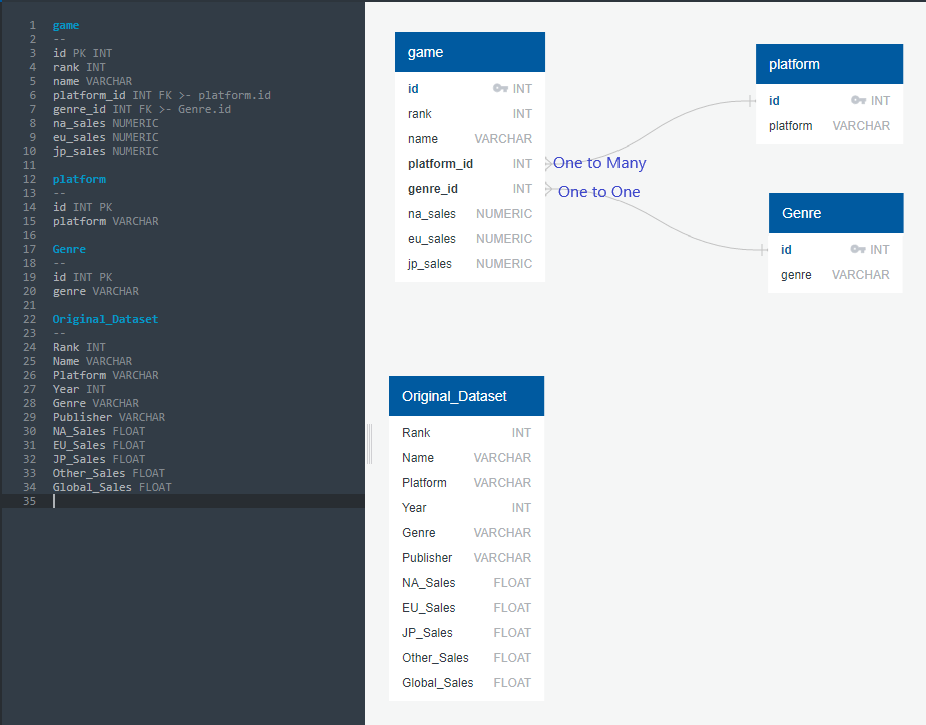 1 game
2 --
3 id PK INT
4 rank INT
5 name VARCHAR
6 platform_id INT FK >- platform.id
7 genre_id INT FK >- Genre.id
8 na_sales NUMERIC
9 eu_sales NUMERIC
10 jp_sales NUMERIC
11
12 platform
13 --
14 id INT PK
15 platform VARCHAR
16
17 Genre
18 --
19 id INT PK
20 genre VARCHAR
21
22 Original_Dataset
23 --
24 Rank INT
25 Name VARCHAR
26 Platform VARCHAR
27 Year INT
28 Genre VARCHAR
29 Publisher VARCHAR
30 NA_Sales FLOAT
31 EU_Sales FLOAT
32 JP_Sales FLOAT
33 Other_Sales FLOAT
34 Global_Sales FLOAT
35
game
id INT
rank INT
name VARCHAR
platform_id INT
genre_id INT
na_sales NUMERIC
eu_sales NUMERIC
jp_sales NUMERIC
One to Many
One to One
platform
id INT
platform VARCHAR
Genre
id INT
genre VARCHAR
Original_Dataset
Rank INT
Name VARCHAR
Platform VARCHAR
Year INT
Genre VARCHAR
Publisher VARCHAR
NA_Sales FLOAT
EU_Sales FLOAT
JP_Sales FLOAT
Other_Sales FLOAT
Global_Sales FLOAT